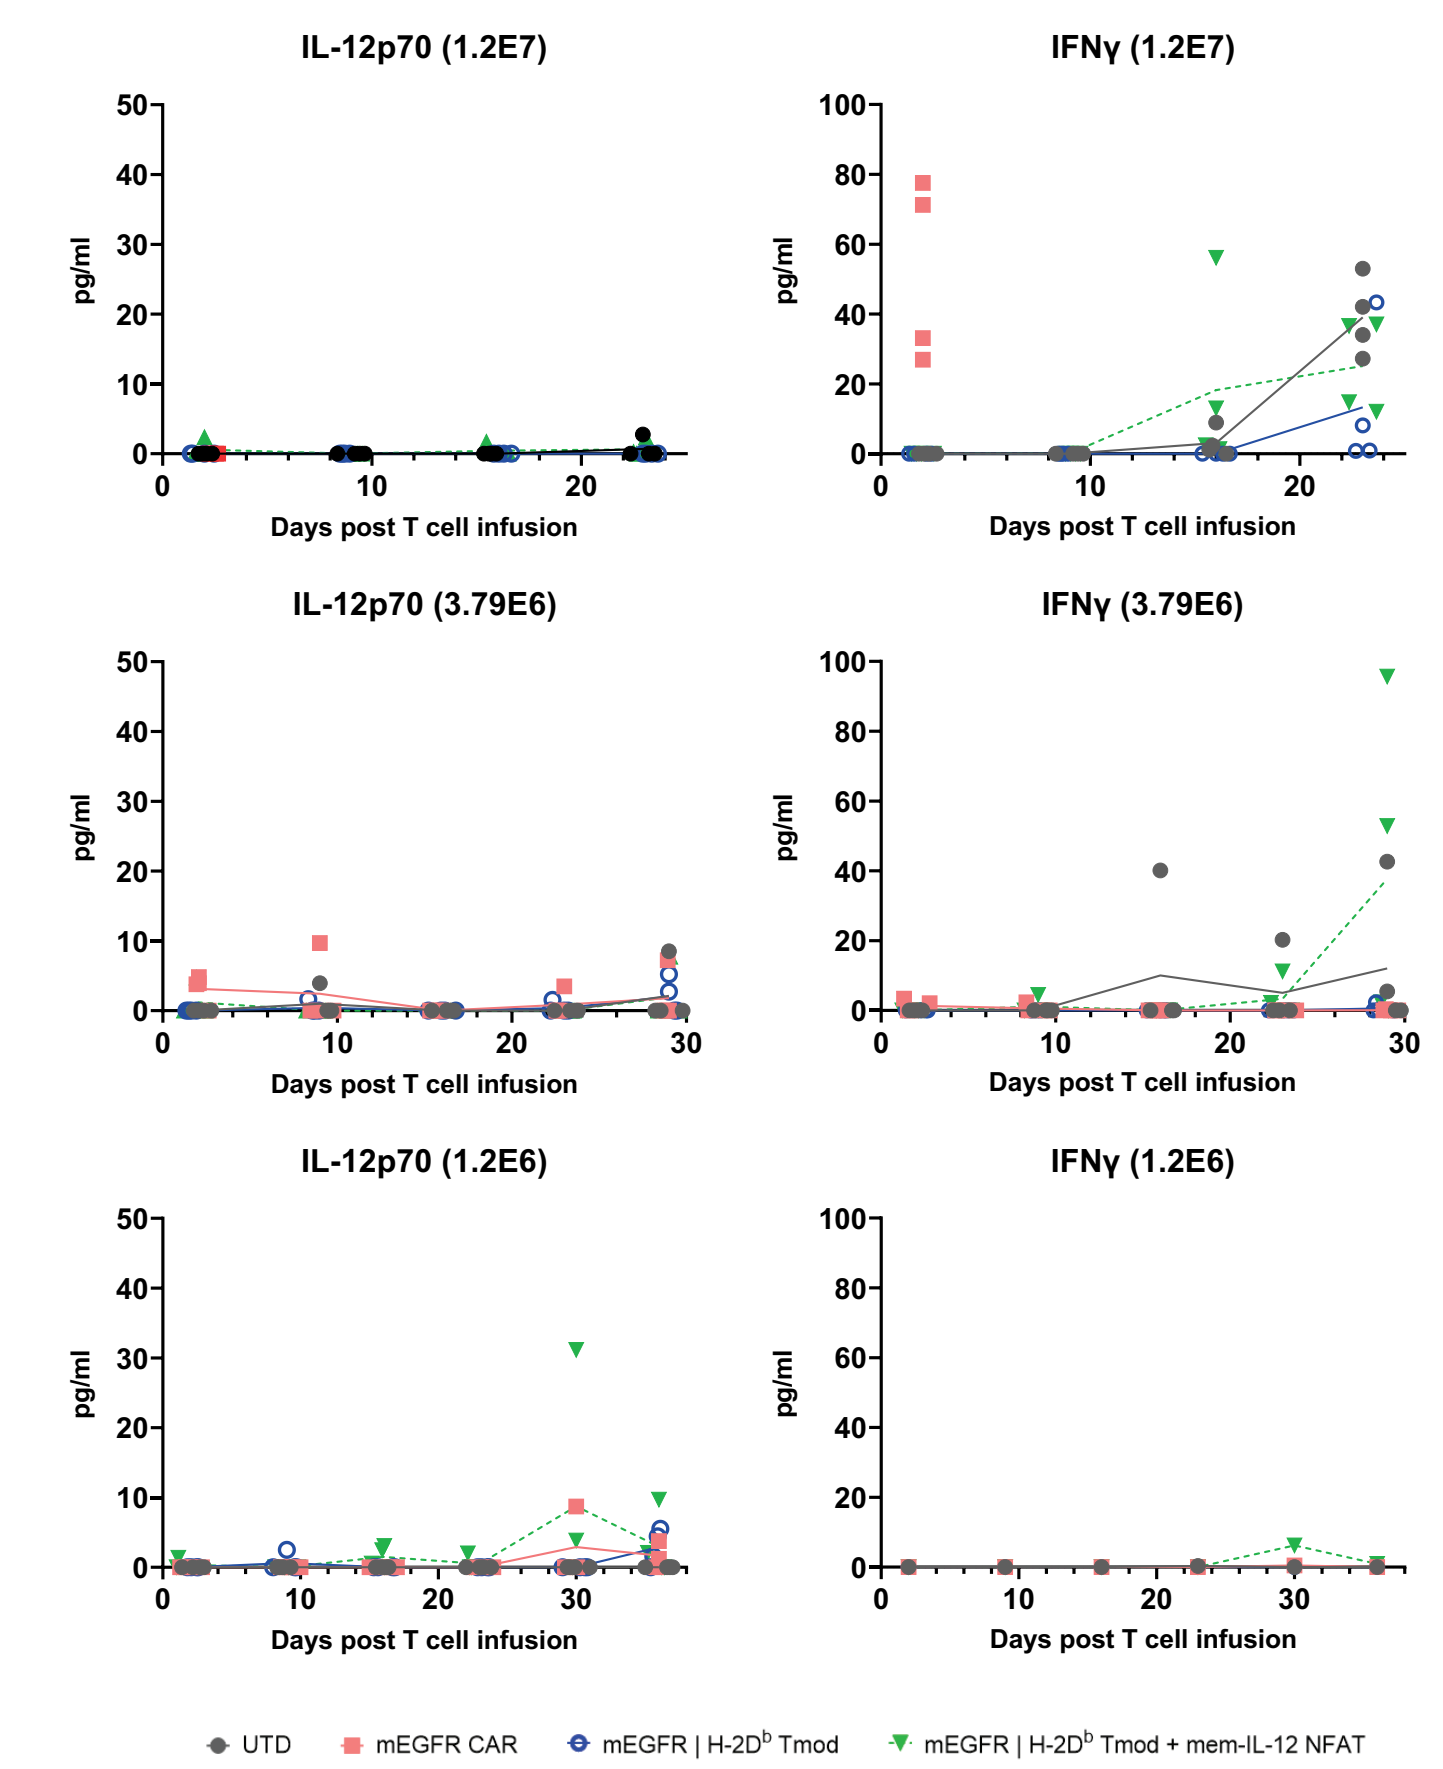 IL-12p70 (1.2E7)
IFNγ (1.2E7)
50
40
30
20
10
0
pg/ml
0 10 20
Days post T cell infusion
100
80
60
40
20
0
pg/ml
0 10 20
Days post T cell infusion
IL-12p70 (3.79E6)
IFNγ (3.79E6)
50
40
30
20
10
0
pg/ml
0 10 20 30
Days post T cell infusion
100
80
60
40
20
0
pg/ml
0 10 20 30
Days post T cell infusion
IL-12p70 (1.2E6)
IFNγ (1.2E6)
50
40
30
20
10
0
pg/ml
0 10 20 30
Days post T cell infusion
100
80
60
40
20
0
pg/ml
0 10 20 30
Days post T cell infusion
UTD mEGFR CAR mEGFR | H-2Dᵇ Tmod mEGFR | H-2Dᵇ Tmod + mem-IL-12 NFAT